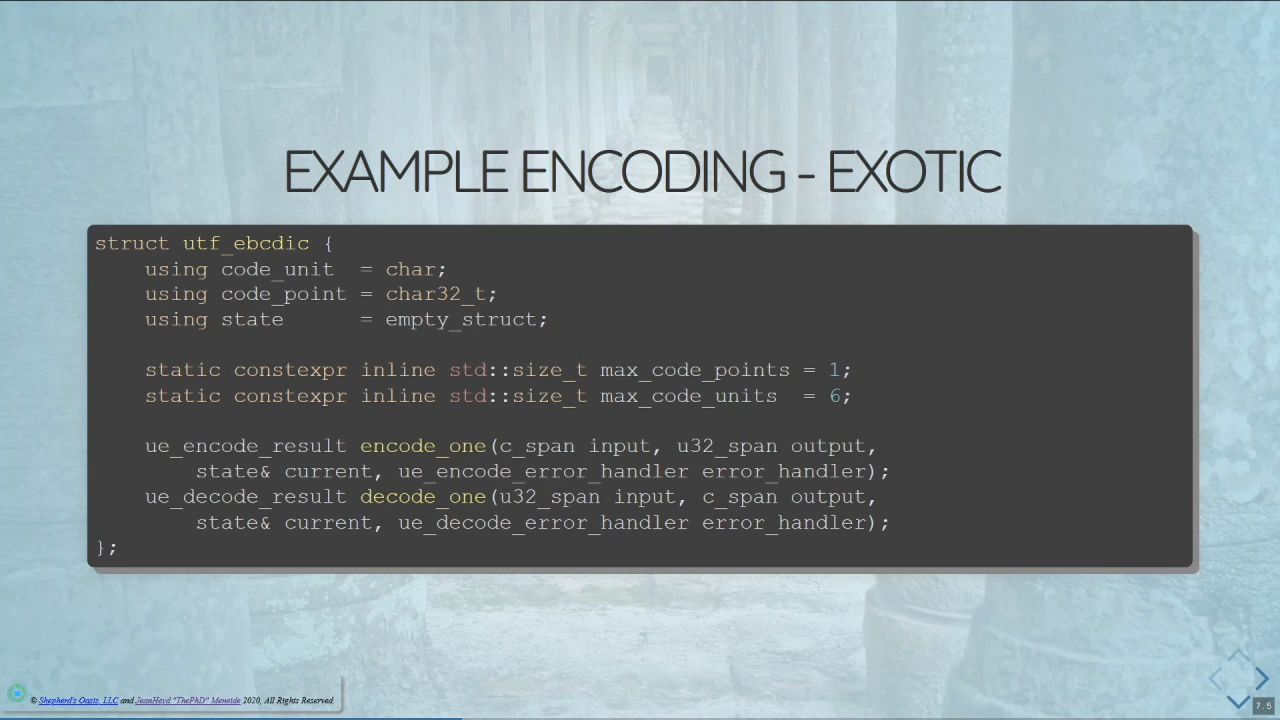 EXAMPLE ENCODING - EXOTIC
struct utf_ebcdic {
    using code_unit  = char;
    using code_point = char32_t;
    using state      = empty_struct;

    static constexpr inline std::size_t max_code_points = 1;
    static constexpr inline std::size_t max_code_units  = 6;

    ue_encode_result encode_one(c_span input, u32_span output,
        state& current, ue_encode_error_handler error_handler);
    ue_decode_result decode_one(u32_span input, c_span output,
        state& current, ue_decode_error_handler error_handler);
};
© Shepherd's Oasis, LLC and JeanHeyd "ThePhD" Meneide 2020, All Rights Reserved
7.5